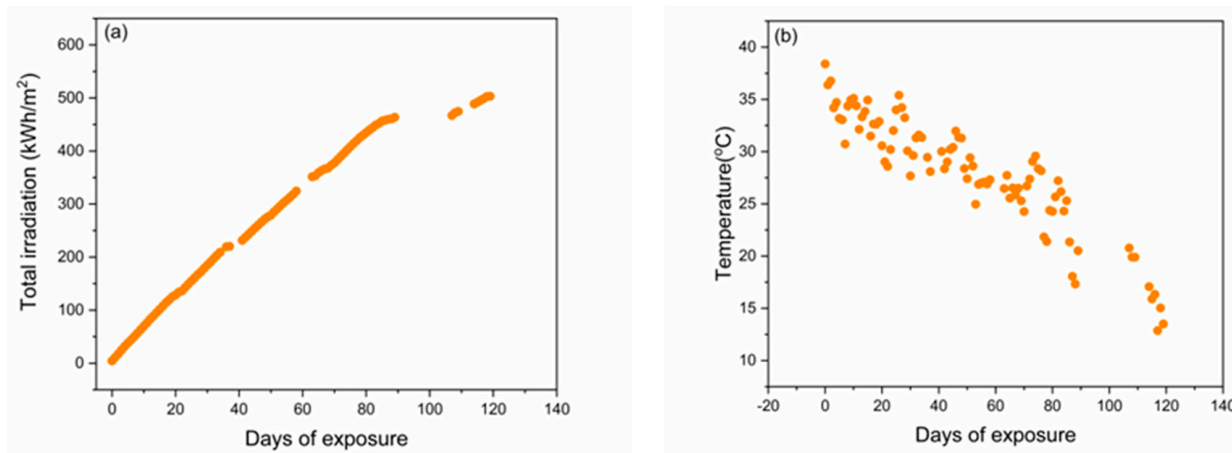 (a)
600
500
400
300
200
100
0
Total irradiation (kWh/m²)
0 20 40 60 80 100 120 140
Days of exposure
(b)
40
35
30
25
20
15
10
Temperature(°C)
-20 0 20 40 60 80 100 120 140
Days of exposure